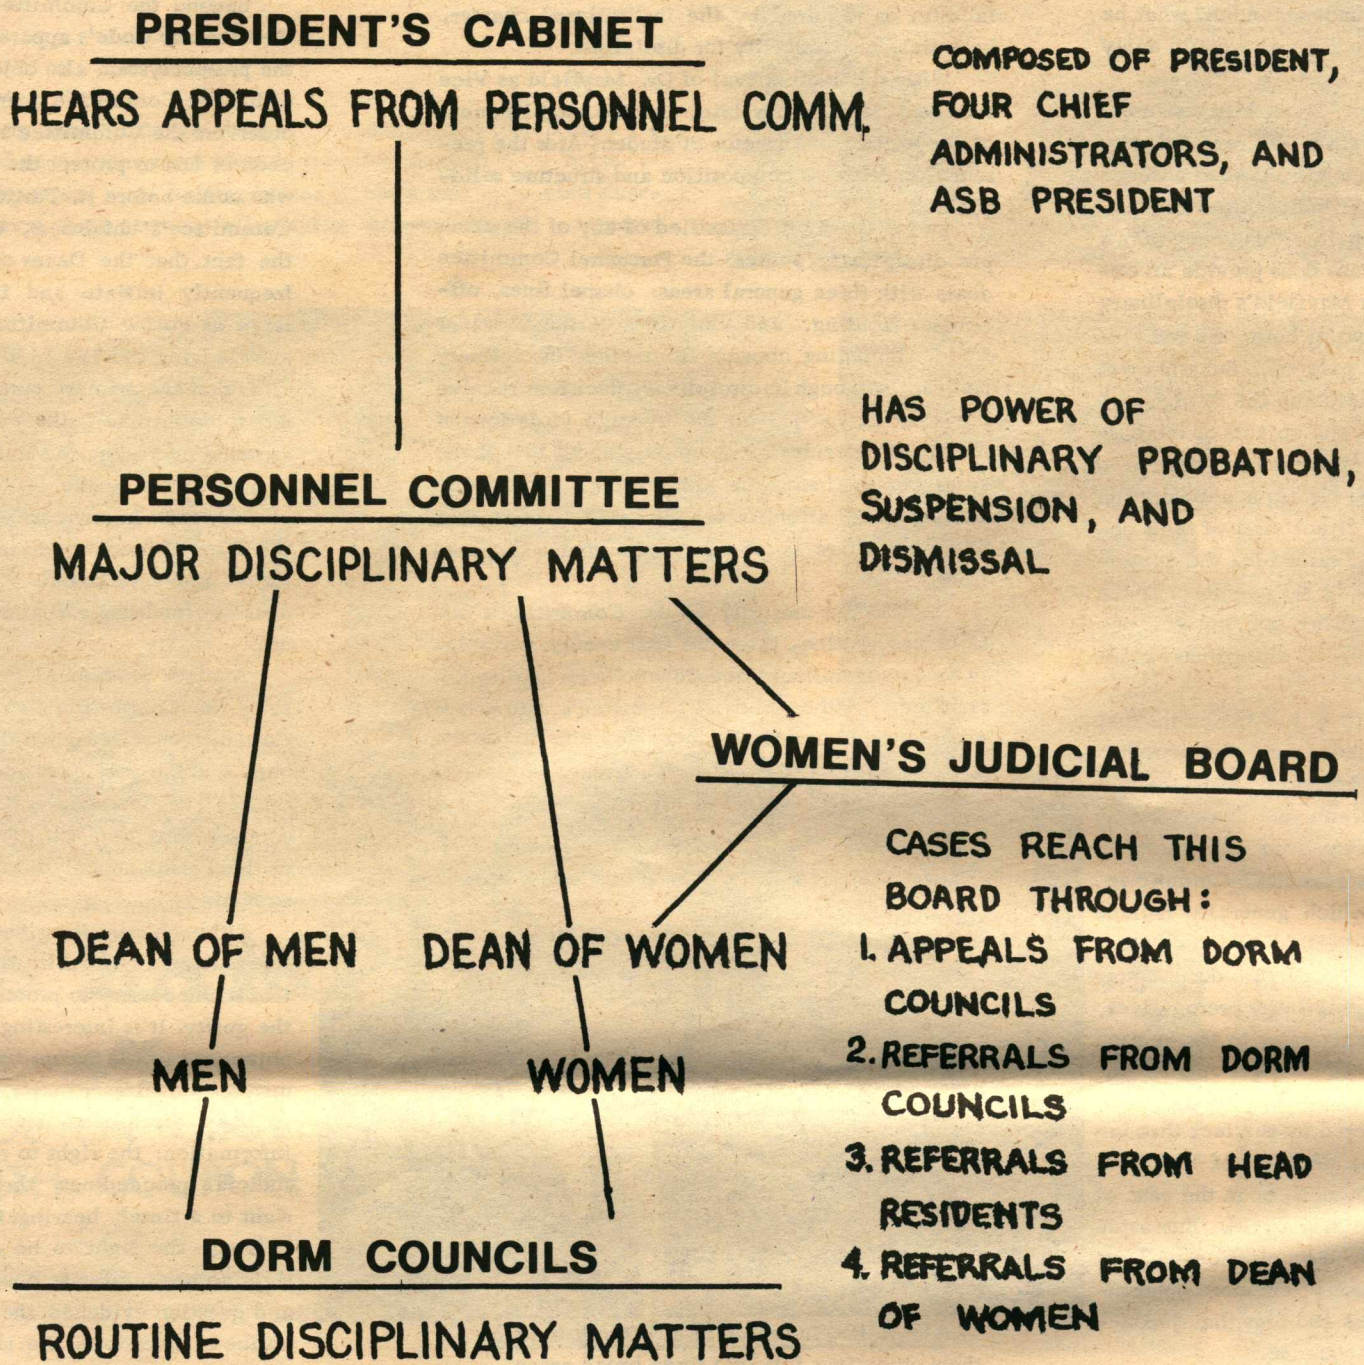 PRESIDENT'S CABINET
HEARS APPEALS FROM PERSONNEL COMM.
COMPOSED OF PRESIDENT,
FOUR CHIEF
ADMINISTRATORS, AND
ASB PRESIDENT
PERSONNEL COMMITTEE
MAJOR DISCIPLINARY MATTERS
HAS POWER OF
DISCIPLINARY PROBATION,
SUSPENSION, AND
DISMISSAL
WOMEN'S JUDICIAL BOARD
CASES REACH THIS
BOARD THROUGH:
1. APPEALS FROM DORM
COUNCILS
2. REFERRALS FROM DORM
COUNCILS
3. REFERRALS FROM HEAD
RESIDENTS
4. REFERRALS FROM DEAN
OF WOMEN
DEAN OF MEN
DEAN OF WOMEN
MEN
WOMEN
DORM COUNCILS
ROUTINE DISCIPLINARY MATTERS